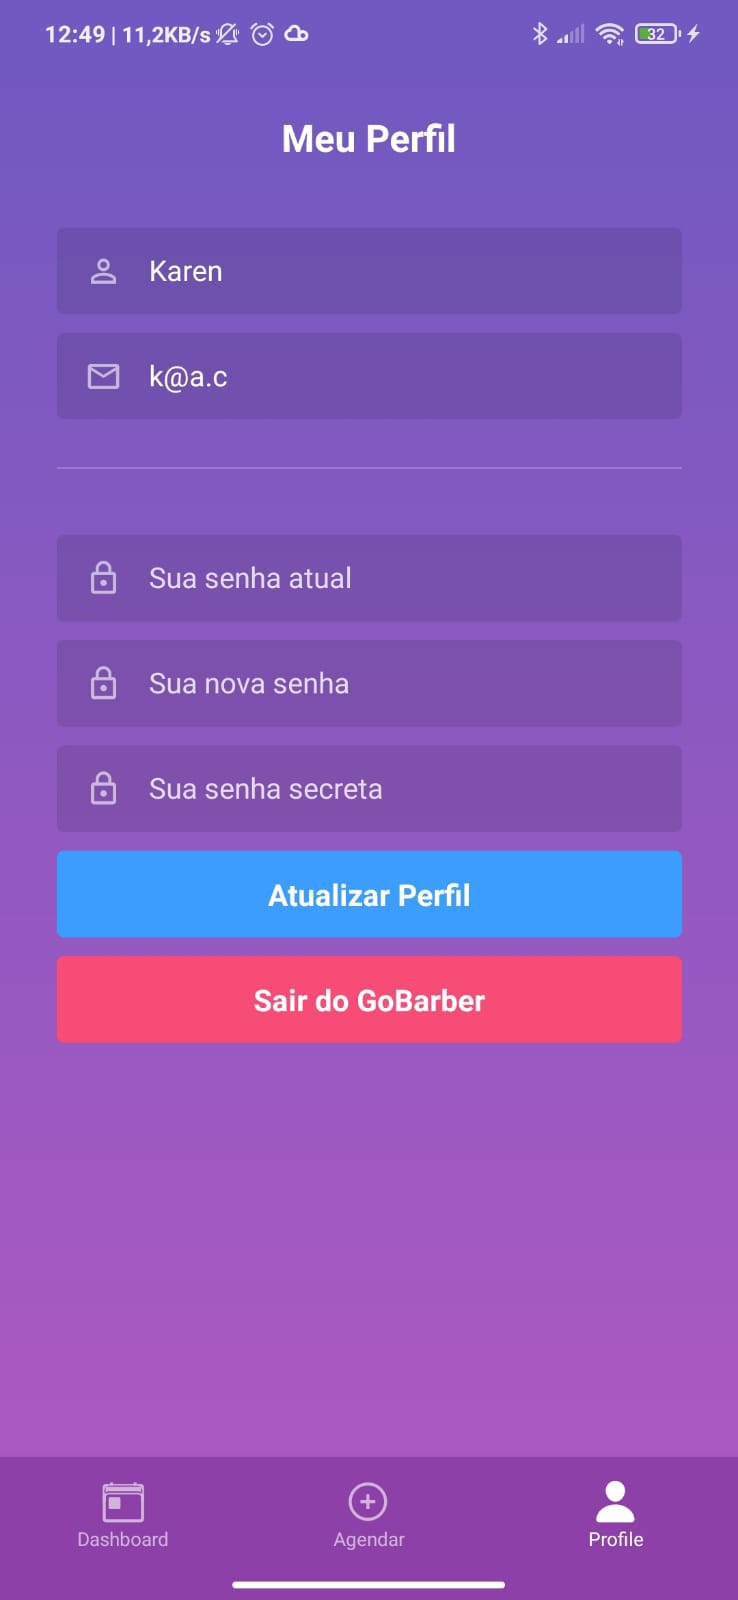 12:49 | 11,2KB/s
32
Meu Perfil
Karen
k@a.c
Sua senha atual
Sua nova senha
Sua senha secreta
Atualizar Perfil
Sair do GoBarber
Dashboard
Agendar
Profile